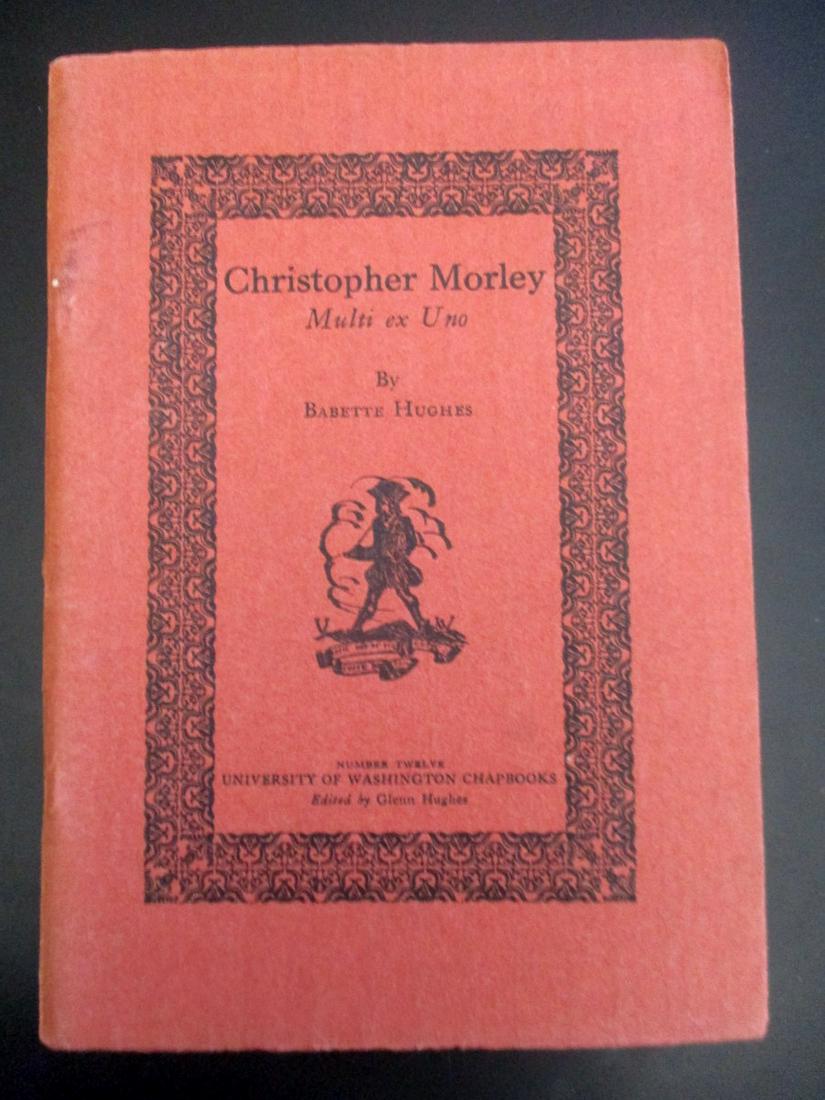 Christopher Morley
Multi ex Uno
By
BABETTE HUGHES
NUMBER TWELVE
UNIVERSITY OF WASHINGTON CHAPBOOKS
Edited by Glenn Hughes